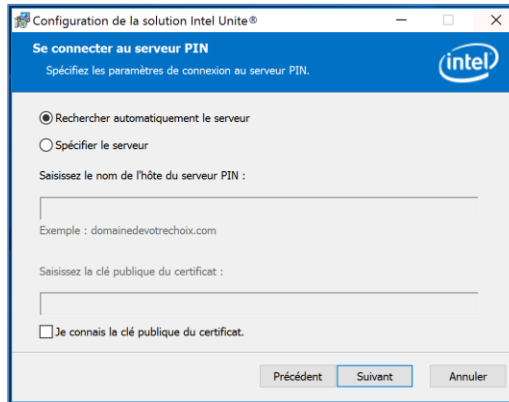 Configuration de la solution Intel Unite®
Se connecter au serveur PIN
Spécifiez les paramètres de connexion au serveur PIN.
intel
Rechercher automatiquement le serveur
Spécifier le serveur
Saisissez le nom de l'hôte du serveur PIN :
Exemple : domainedevotrechoix.com
Saisissez la clé publique du certificat :
Je connais la clé publique du certificat.
Précédent Suivant Annuler